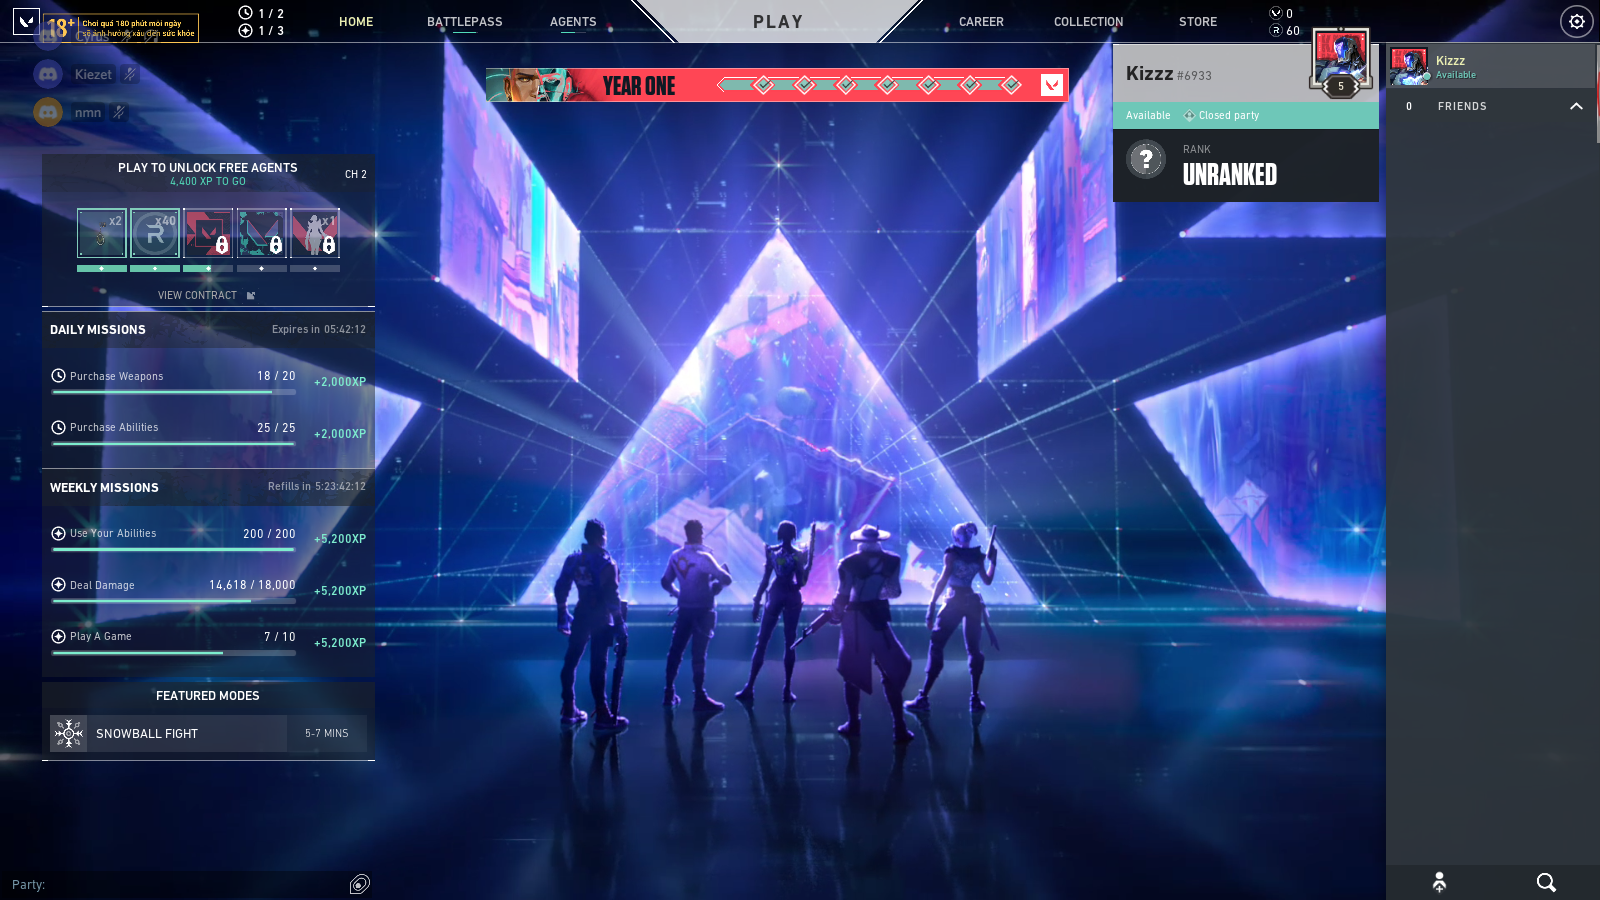 18+
Chơi quá 180 phút mỗi ngày
sẽ ảnh hưởng xấu đến sức khỏe
1 / 2
1 / 3
HOME
BATTLEPASS
AGENTS
PLAY
CAREER
COLLECTION
STORE
0
60
Cyrus
Kiezet
nmn
YEAR ONE
Kizzz #6933
5
Available
Closed party
RANK
UNRANKED
Kizzz
Available
0 FRIENDS
PLAY TO UNLOCK FREE AGENTS
4,400 XP TO GO
CH 2
x2
x40
x1
VIEW CONTRACT
DAILY MISSIONS
Expires in 05:42:12
Purchase Weapons 18 / 20 +2,000XP
Purchase Abilities 25 / 25 +2,000XP
WEEKLY MISSIONS
Refills in 5:23:42:12
Use Your Abilities 200 / 200 +5,200XP
Deal Damage 14,618 / 18,000 +5,200XP
Play A Game 7 / 10 +5,200XP
FEATURED MODES
SNOWBALL FIGHT 5-7 MINS
Party: